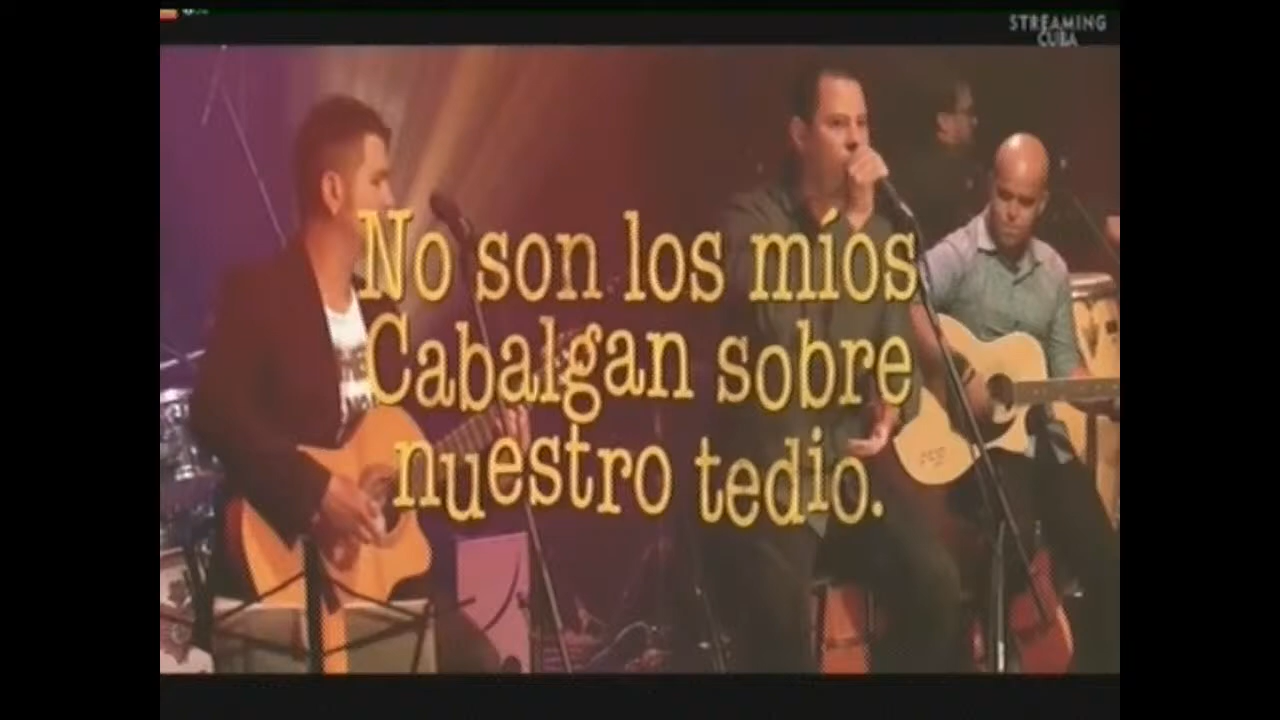 STREAMING
CUBA
No son los míos
Cabalgan sobre
nuestro tedio.